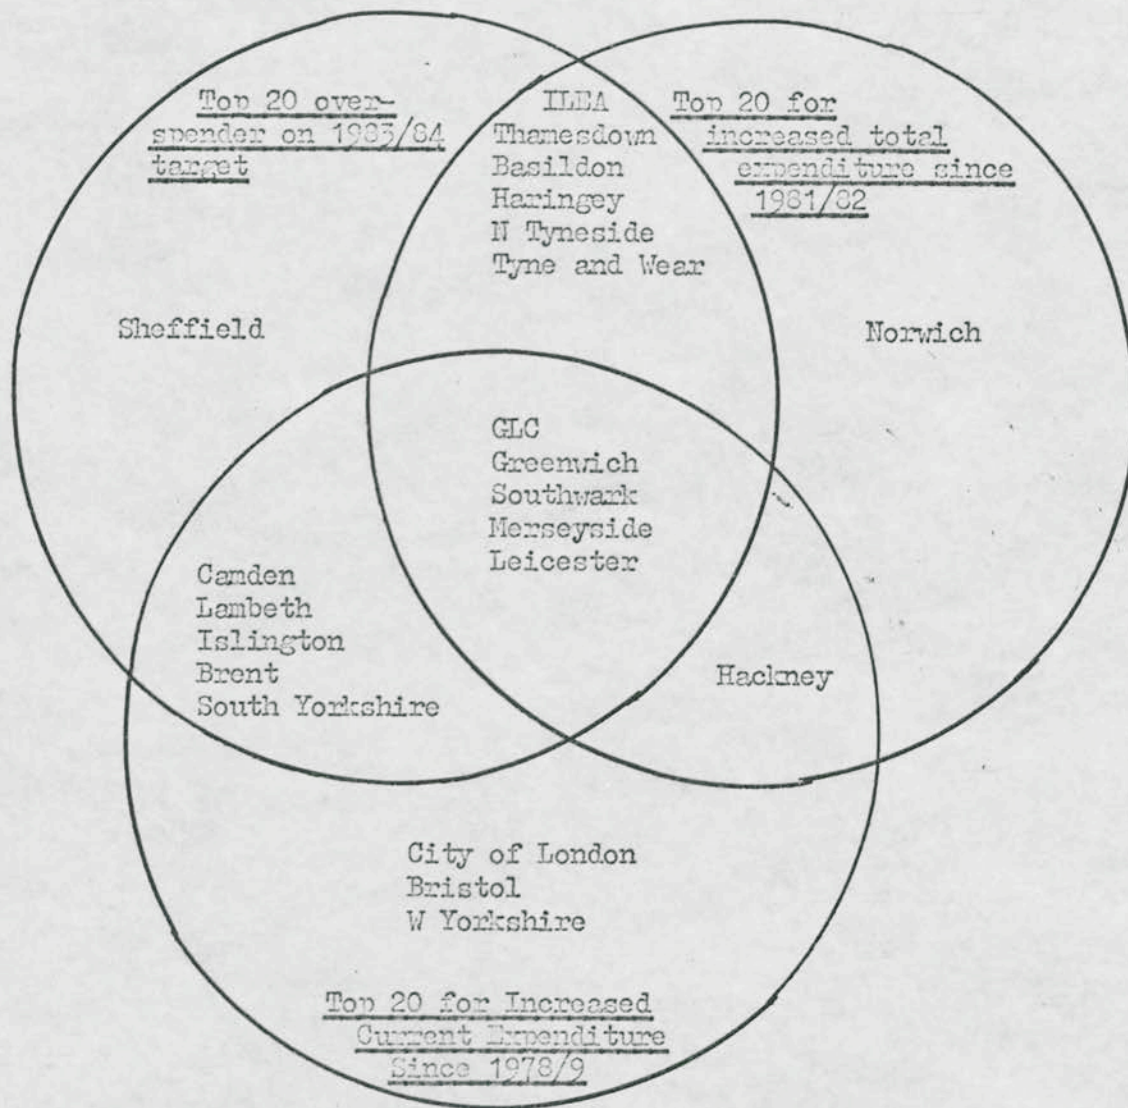 Top 20 over-
spender on 1983/84
target
ILEA
Thamesdown
Basildon
Haringey
N Tyneside
Tyne and Wear
Top 20 for
increased total
expenditure since
1981/82
Sheffield
Norwich
GLC
Greenwich
Southwark
Merseyside
Leicester
Camden
Lambeth
Islington
Brent
South Yorkshire
Hackney
City of London
Bristol
W Yorkshire
Top 20 for Increased
Current Expenditure
Since 1978/9